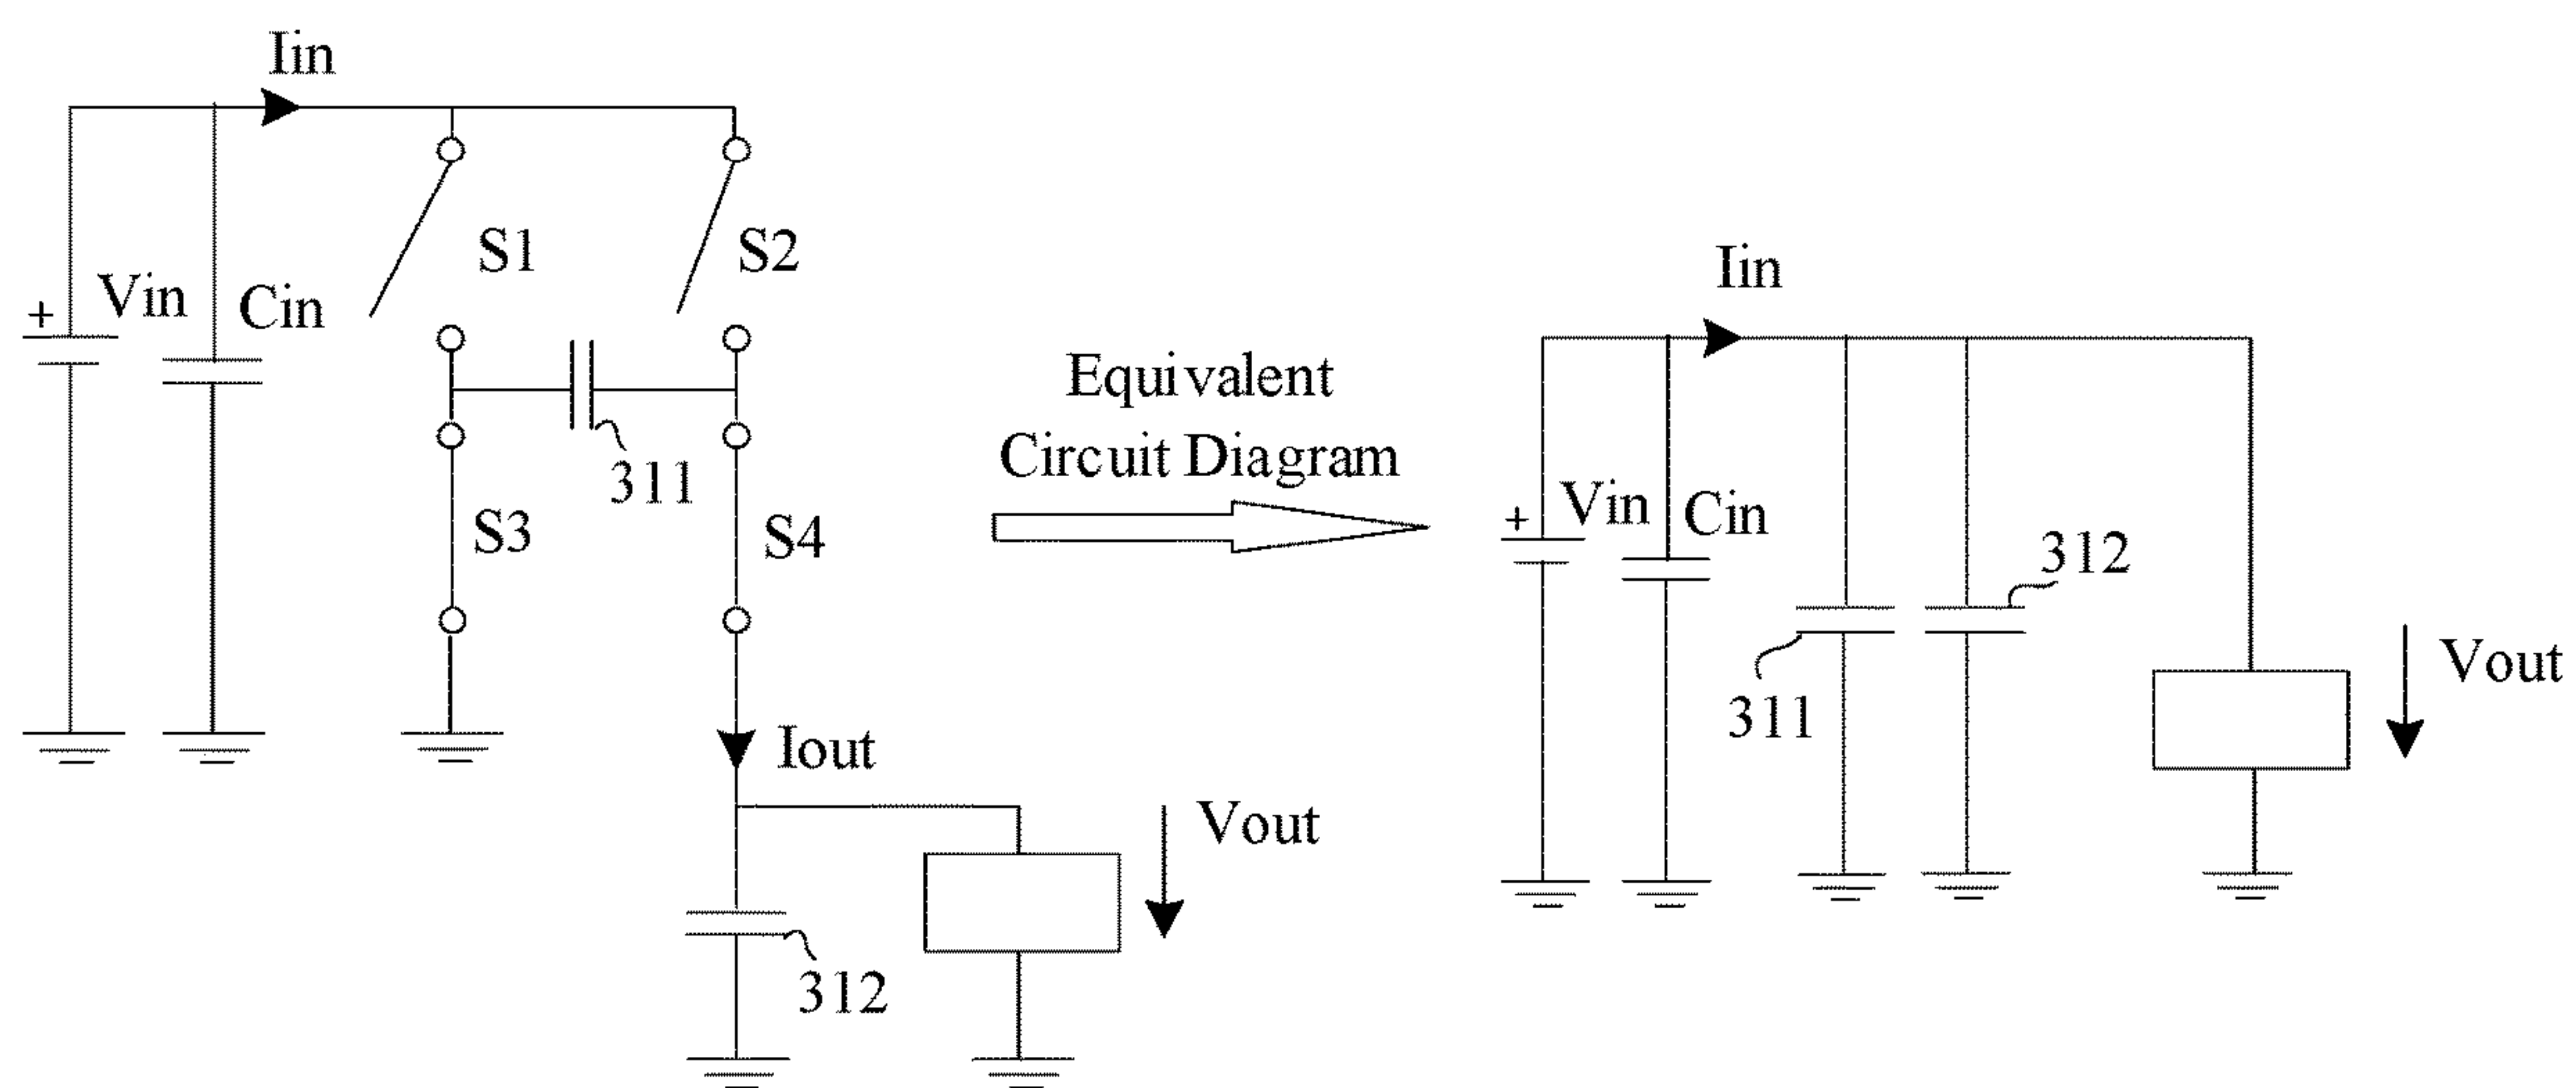 Iin
S1
S2
+
Vin
Cin
311
S3
S4
Iout
Vout
312
Equivalent
Circuit Diagram
Iin
+
Vin
Cin
312
311
Vout